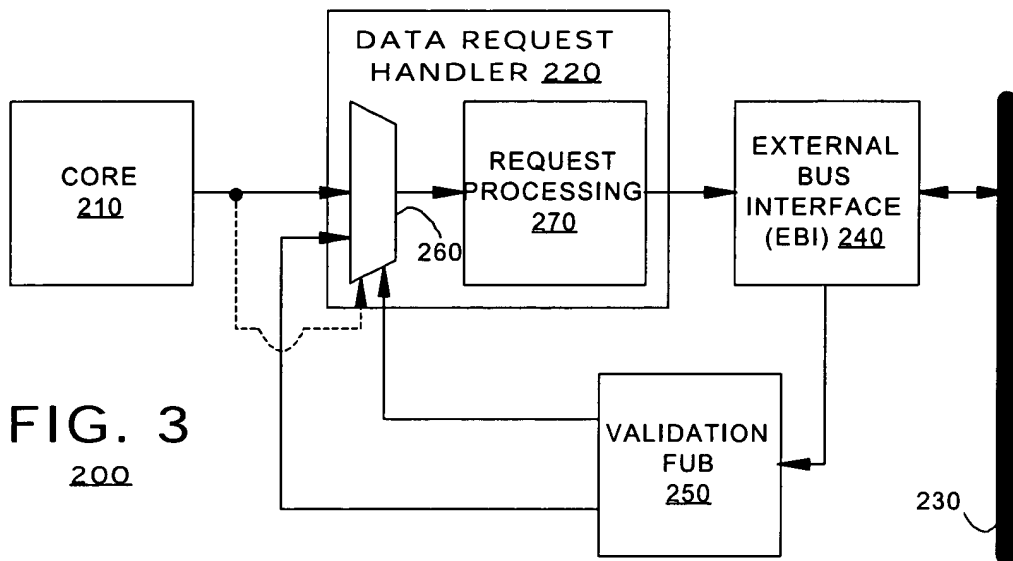 DATA REQUEST
HANDLER 220
CORE
210
REQUEST
PROCESSING
270
EXTERNAL
BUS
INTERFACE
(EBI) 240
260
FIG. 3
200
VALIDATION
FUB
250
230